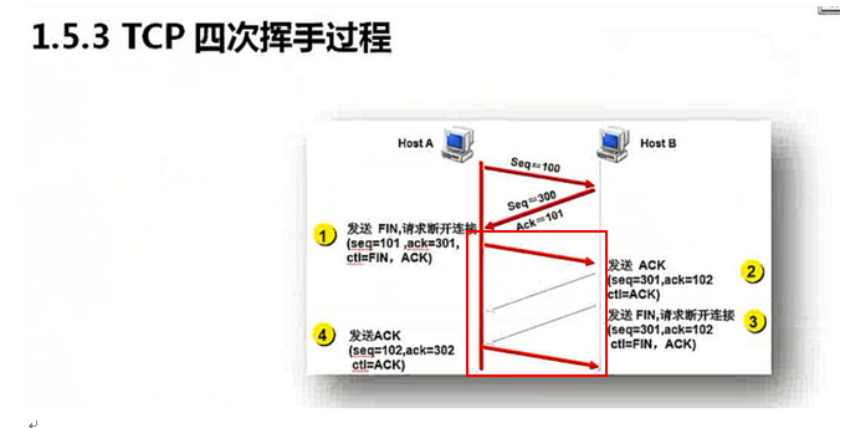 1.5.3 TCP 四次挥手过程
Host A
Host B
Seq=100
Seq=300
Ack=101
1
发送 FIN,请求断开连接
(seq=101 ,ack=301,
ctl=FIN，ACK)
发送 ACK
(seq=301,ack=102
ctl=ACK)
2
发送 FIN,请求断开连接
(seq=301,ack=102
ctl=FIN，ACK)
3
4
发送ACK
(seq=102,ack=302
ctl=ACK)